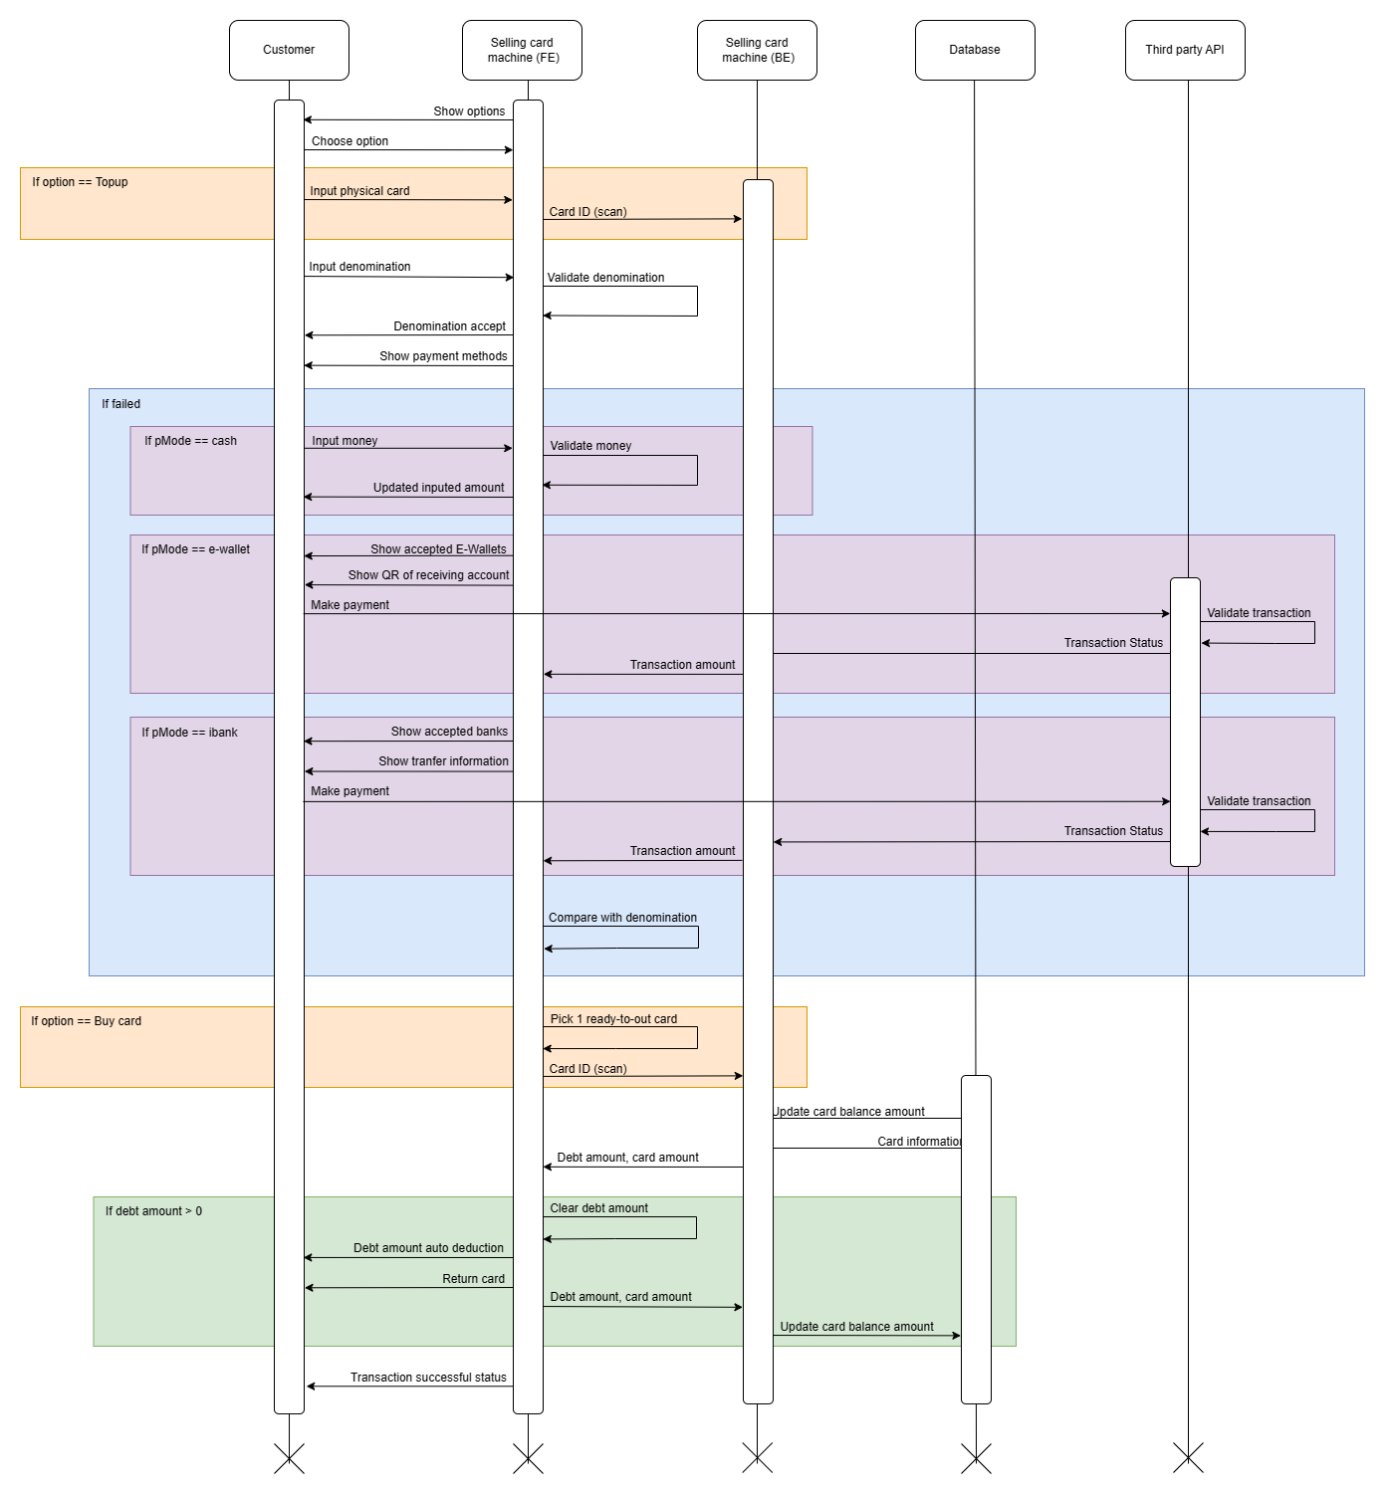 Customer
Selling card
machine (FE)
Selling card
machine (BE)
Database
Third party API
Show options
Choose option
If option == Topup
Input physical card
Card ID (scan)
Input denomination
Validate denomination
Denomination accept
Show payment methods
If failed
If pMode == cash
Input money
Validate money
Updated inputed amount
If pMode == e-wallet
Show accepted E-Wallets
Show QR of receiving account
Make payment
Validate transaction
Transaction Status
Transaction amount
If pMode == ibank
Show accepted banks
Show tranfer information
Make payment
Validate transaction
Transaction Status
Transaction amount
Compare with denomination
If option == Buy card
Pick 1 ready-to-out card
Card ID (scan)
Update card balance amount
Card information
Debt amount, card amount
If debt amount > 0
Clear debt amount
Debt amount auto deduction
Return card
Debt amount, card amount
Update card balance amount
Transaction successful status